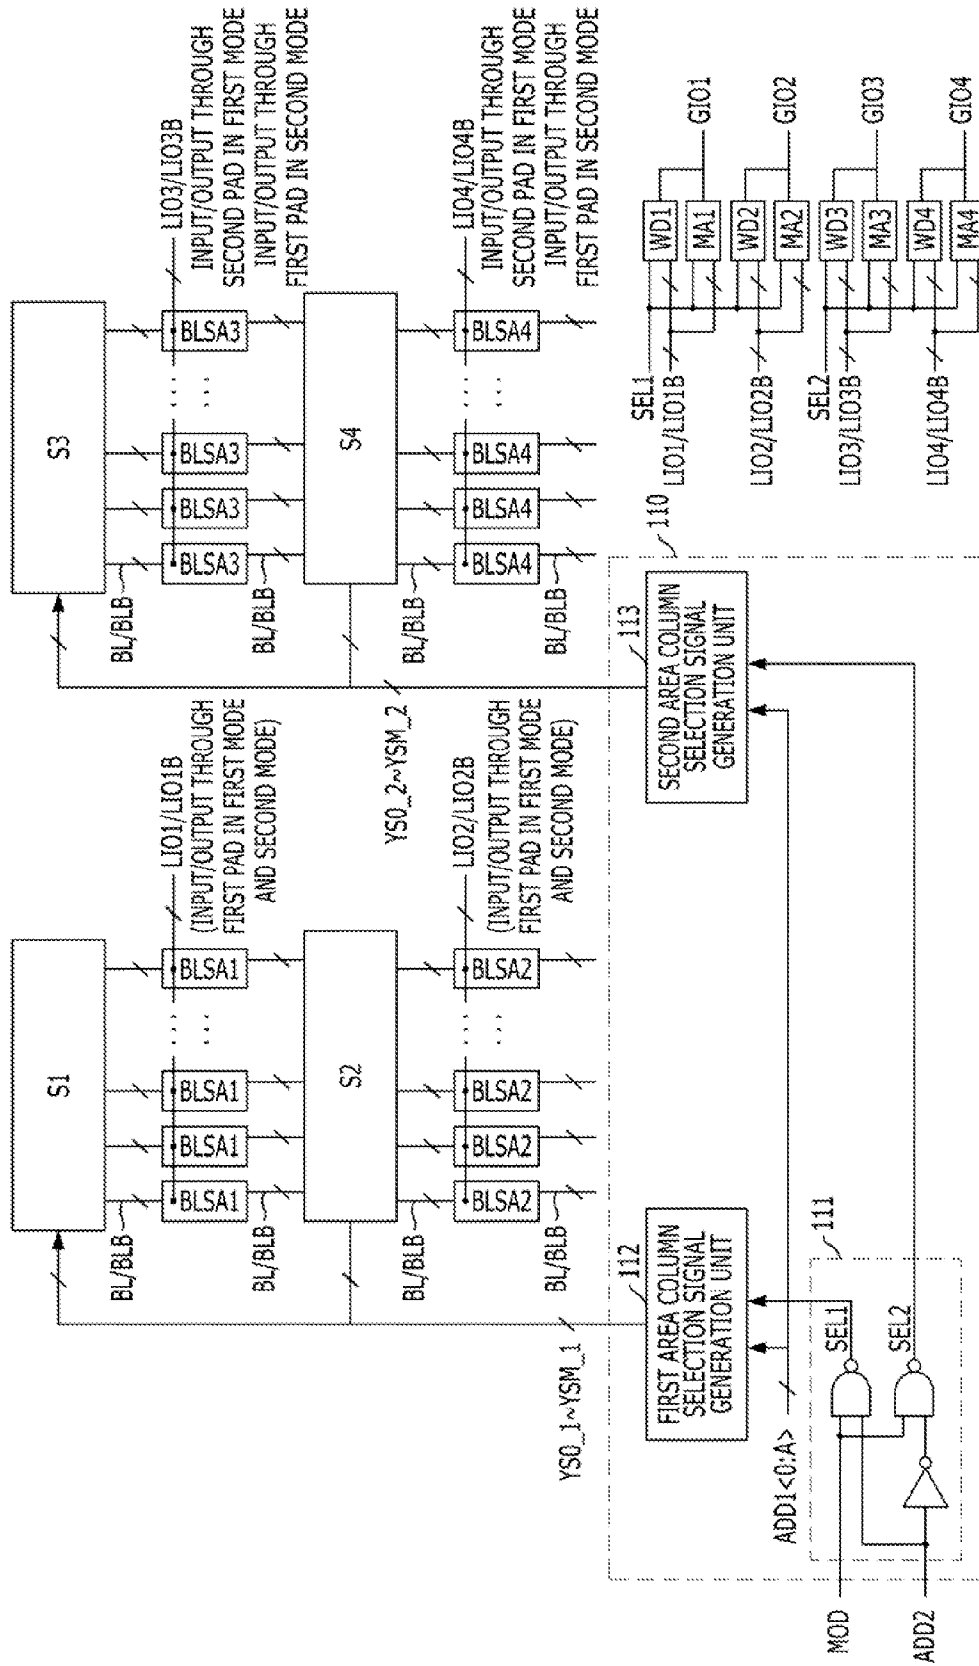 S1
BL/BLB
BLSA1
BLSA1
BLSA1
BLSA1
LIO1/LIO1B
(INPUT/OUTPUT THROUGH
FIRST PAD IN FIRST MODE
AND SECOND MODE)
BL/BLB
S2
BL/BLB
BLSA2
BLSA2
BLSA2
BLSA2
LIO2/LIO2B
(INPUT/OUTPUT THROUGH
FIRST PAD IN FIRST MODE
AND SECOND MODE)
BL/BLB
YS0_1~YSM_1
S3
BL/BLB
BLSA3
BLSA3
BLSA3
BLSA3
LIO3/LIO3B
INPUT/OUTPUT THROUGH
SECOND PAD IN FIRST MODE
INPUT/OUTPUT THROUGH
FIRST PAD IN SECOND MODE
BL/BLB
S4
BL/BLB
BLSA4
BLSA4
BLSA4
BLSA4
LIO4/LIO4B
INPUT/OUTPUT THROUGH
SECOND PAD IN FIRST MODE
INPUT/OUTPUT THROUGH
FIRST PAD IN SECOND MODE
BL/BLB
YS0_2~YSM_2
110
112
FIRST AREA COLUMN
SELECTION SIGNAL
GENERATION UNIT
113
SECOND AREA COLUMN
SELECTION SIGNAL
GENERATION UNIT
ADD1<0:A>
111
MOD
ADD2
SEL1
SEL2
SEL1
LIO1/LIO1B
WD1
MA1
GIO1
LIO2/LIO2B
WD2
MA2
GIO2
SEL2
LIO3/LIO3B
WD3
MA3
GIO3
LIO4/LIO4B
WD4
MA4
GIO4